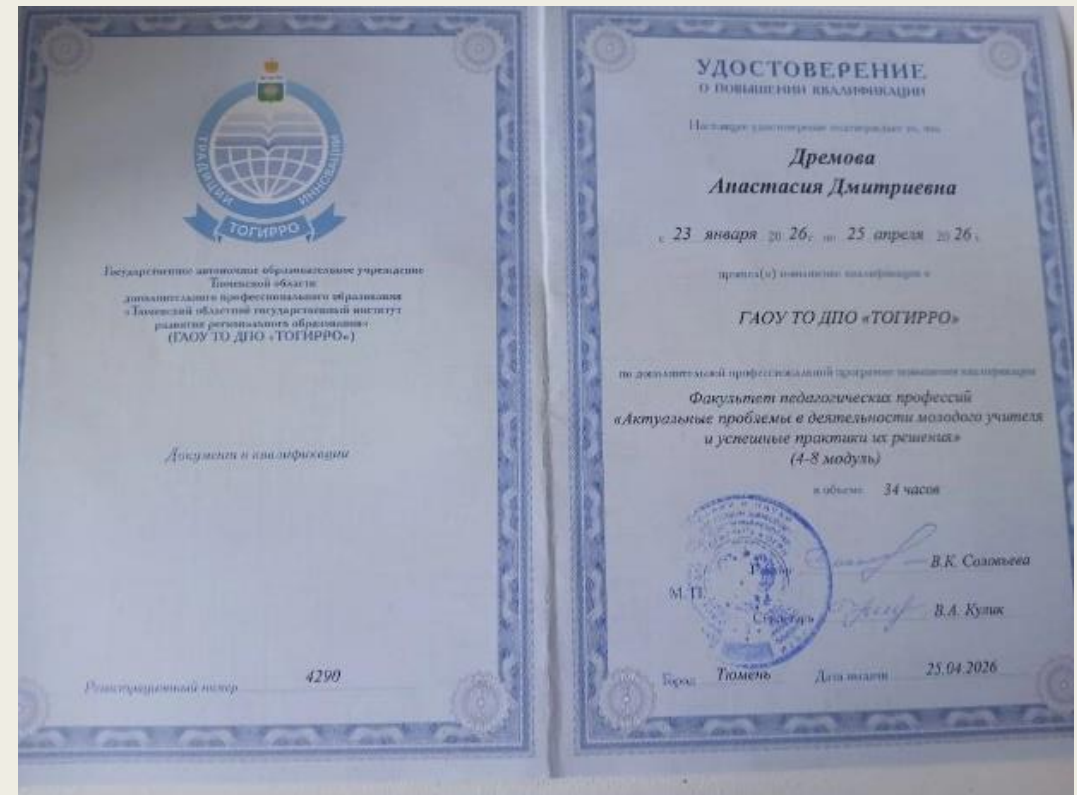 ТРАДИЦИИ
ИННОВАЦИИ
ТОГИРРО
Государственное автономное образовательное учреждение
Тюменской области
дополнительного профессионального образования
«Тюменский областной государственный институт
развития регионального образования»
(ГАОУ ТО ДПО «ТОГИРРО»)
Документ о квалификации
Регистрационный номер 4290
УДОСТОВЕРЕНИЕ
О ПОВЫШЕНИИ КВАЛИФИКАЦИИ
Настоящее удостоверение подтверждает то, что
Дремова
Анастасия Дмитриевна
с 23 января 20 26 г. по 25 апреля 20 26 г.
прошел(а) повышение квалификации в
ГАОУ ТО ДПО «ТОГИРРО»
по дополнительной профессиональной программе повышения квалификации
Факультет педагогических профессий
«Актуальные проблемы в деятельности молодого учителя
и успешные практики их решения»
(4-8 модуль)
в объеме 34 часов
Ректор В.К. Соловьева
М. П.
Секретарь В.А. Кулик
Город Тюмень Дата выдачи 25.04.2026